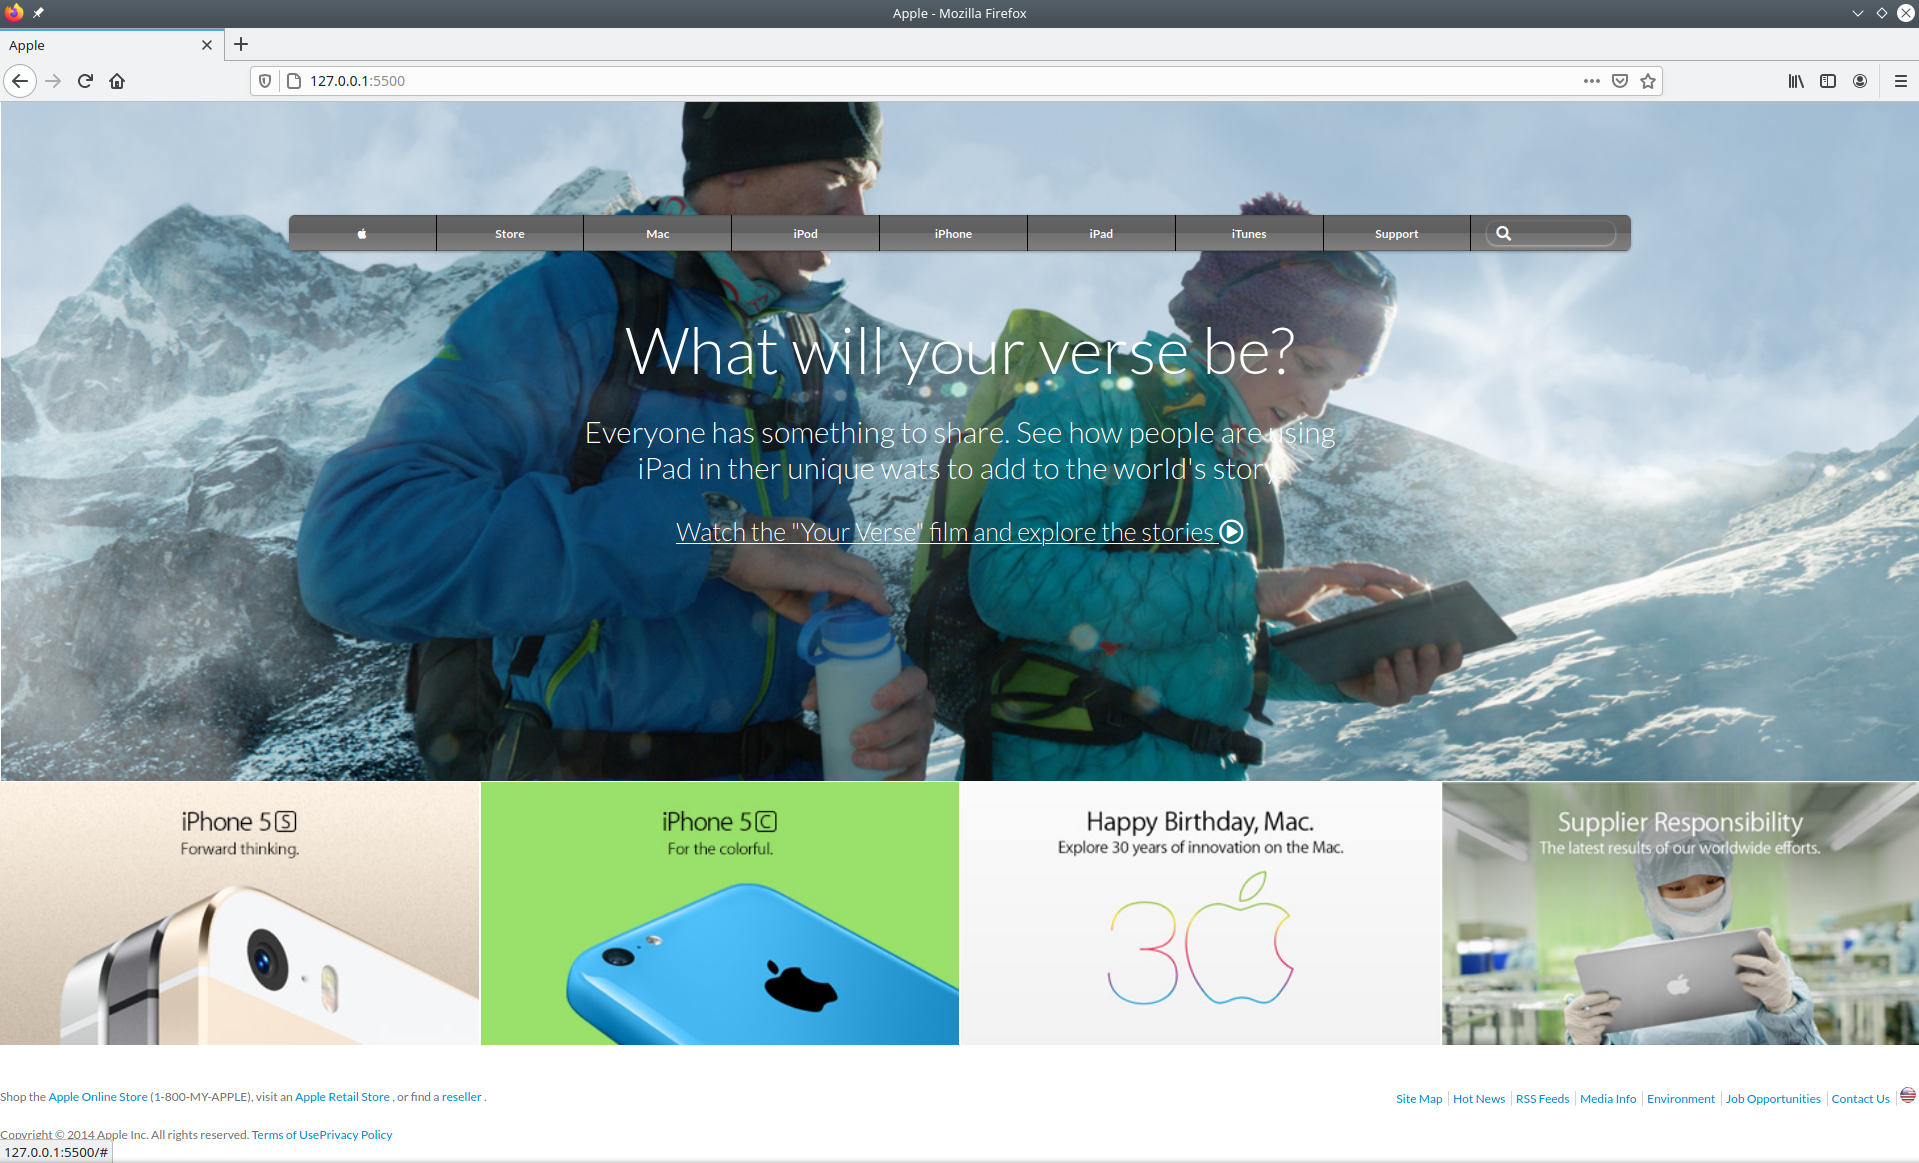 Apple - Mozilla Firefox
Apple
127.0.0.1:5500
Store Mac iPod iPhone iPad iTunes Support
What will your verse be?
Everyone has something to share. See how people are using
iPad in ther unique wats to add to the world's story.
Watch the "Your Verse" film and explore the stories
iPhone 5S
Forward thinking.
iPhone 5C
For the colorful.
Happy Birthday, Mac.
Explore 30 years of innovation on the Mac.
30
Supplier Responsibility
The latest results of our worldwide efforts.
Shop the Apple Online Store (1-800-MY-APPLE), visit an Apple Retail Store , or find a reseller .
Site Map Hot News RSS Feeds Media Info Environment Job Opportunities Contact Us
Copyright © 2014 Apple Inc. All rights reserved. Terms of UsePrivacy Policy
127.0.0.1:5500/#